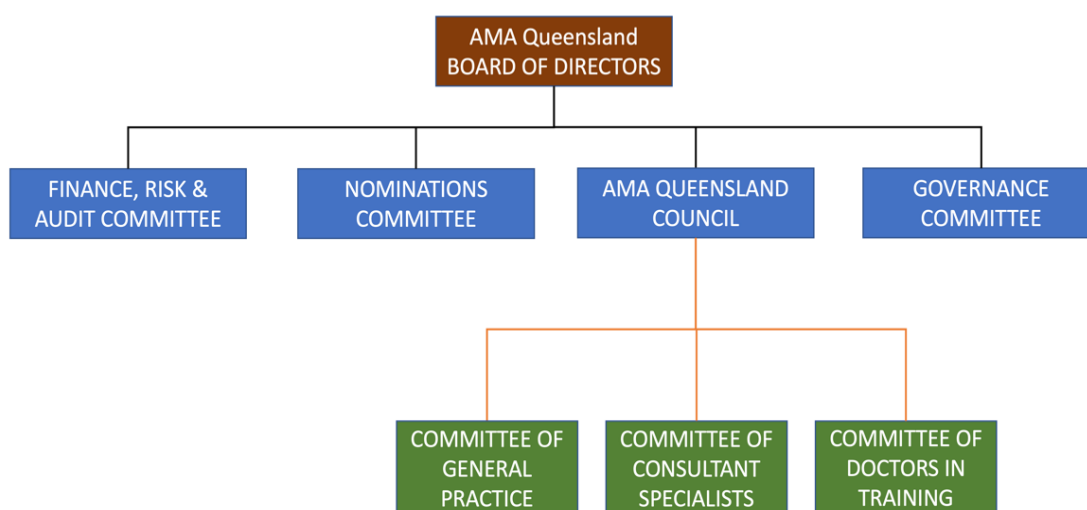 AMA Queensland
BOARD OF DIRECTORS
FINANCE, RISK &
AUDIT COMMITTEE
NOMINATIONS
COMMITTEE
AMA QUEENSLAND
COUNCIL
GOVERNANCE
COMMITTEE
COMMITTEE OF
GENERAL
PRACTICE
COMMITTEE OF
CONSULTANT
SPECIALISTS
COMMITTEE OF
DOCTORS IN
TRAINING